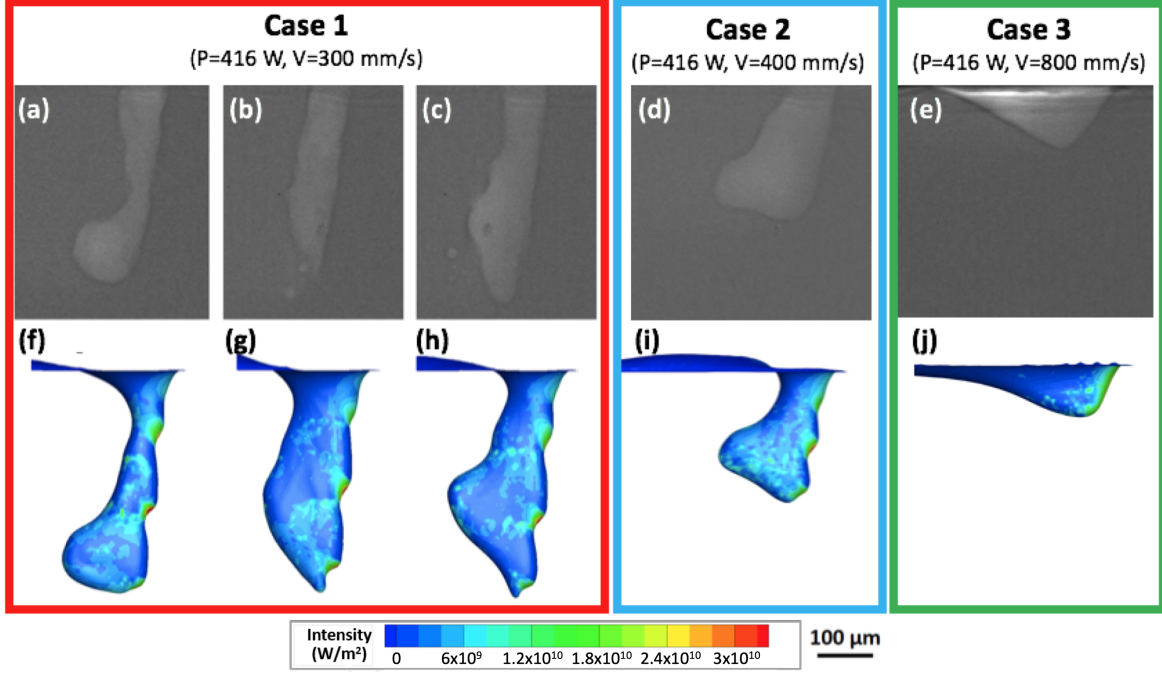 Case 1
(P=416 W, V=300 mm/s)
Case 2
(P=416 W, V=400 mm/s)
Case 3
(P=416 W, V=800 mm/s)
(a)
(b)
(c)
(d)
(e)
(f)
(g)
(h)
(i)
(j)
Intensity
(W/m²)
0 6x10⁹ 1.2x10¹⁰ 1.8x10¹⁰ 2.4x10¹⁰ 3x10¹⁰
100 µm